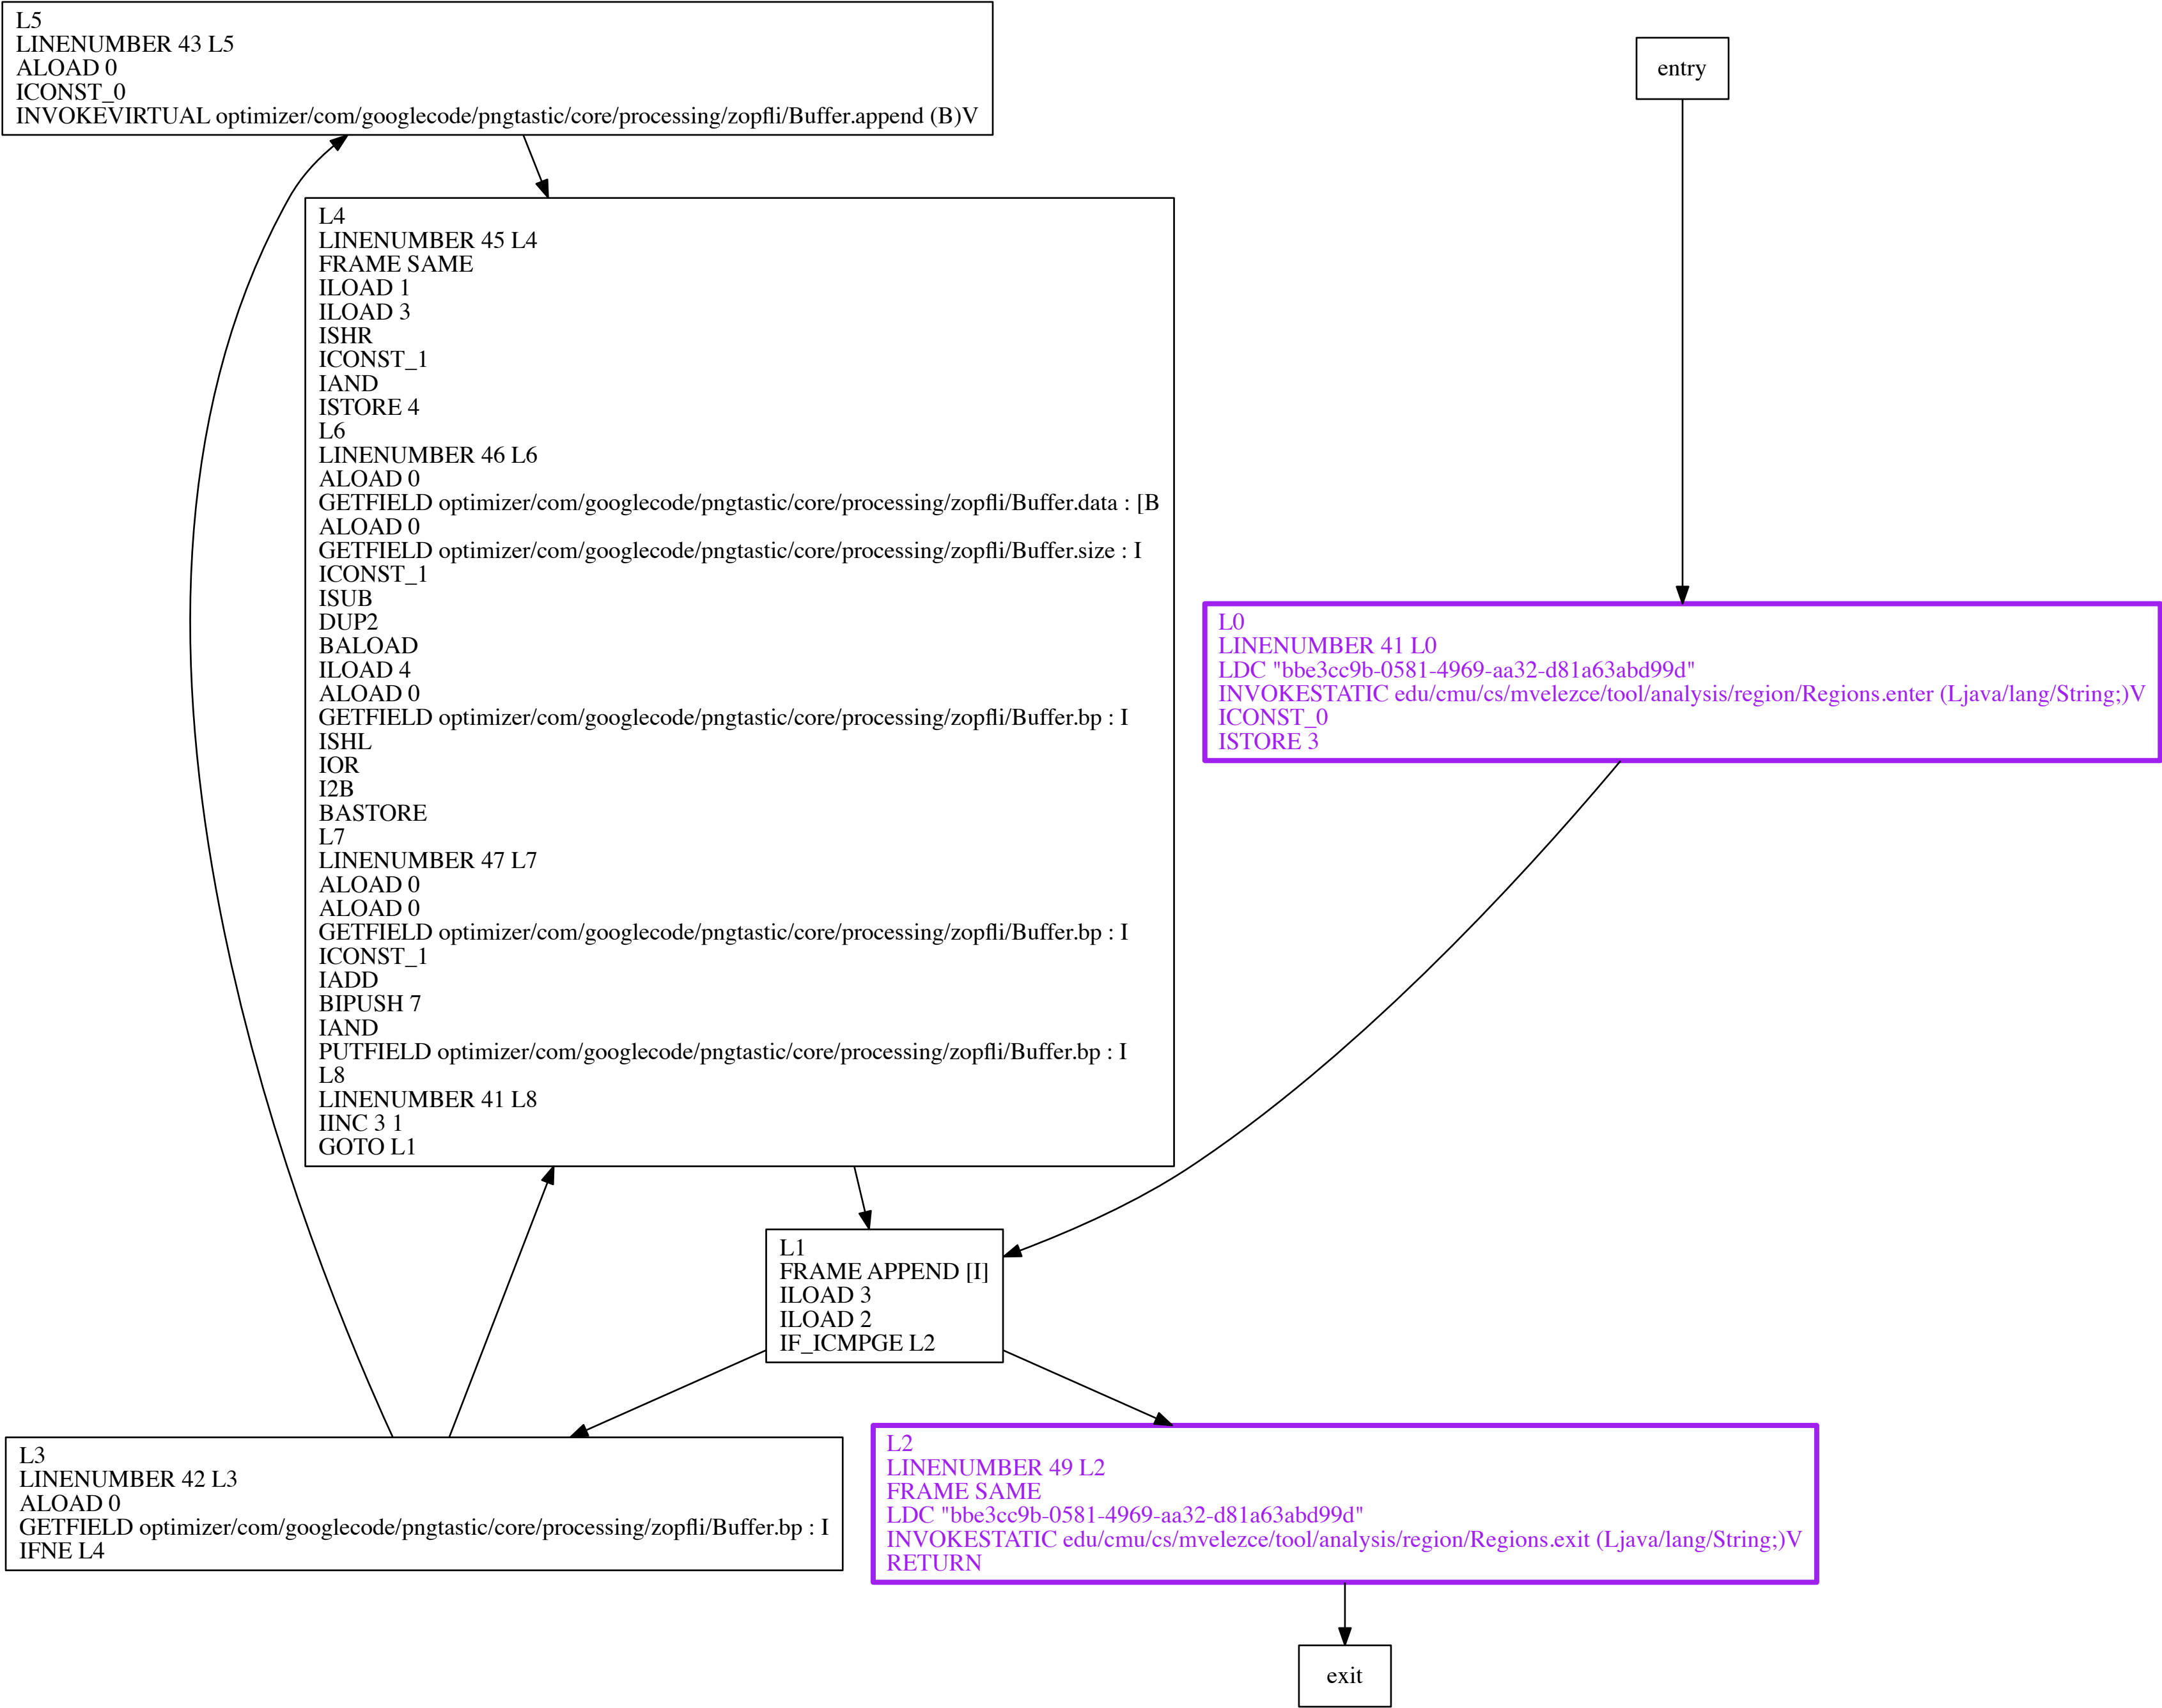 L5
LINENUMBER 43 L5
ALOAD 0
ICONST_0
INVOKEVIRTUAL optimizer/com/googlecode/pngtastic/core/processing/zopfli/Buffer.append (B)V
entry
L4
LINENUMBER 45 L4
FRAME SAME
ILOAD 1
ILOAD 3
ISHR
ICONST_1
IAND
ISTORE 4
L6
LINENUMBER 46 L6
ALOAD 0
GETFIELD optimizer/com/googlecode/pngtastic/core/processing/zopfli/Buffer.data : [B
ALOAD 0
GETFIELD optimizer/com/googlecode/pngtastic/core/processing/zopfli/Buffer.size : I
ICONST_1
ISUB
DUP2
BALOAD
ILOAD 4
ALOAD 0
GETFIELD optimizer/com/googlecode/pngtastic/core/processing/zopfli/Buffer.bp : I
ISHL
IOR
I2B
BASTORE
L7
LINENUMBER 47 L7
ALOAD 0
ALOAD 0
GETFIELD optimizer/com/googlecode/pngtastic/core/processing/zopfli/Buffer.bp : I
ICONST_1
IADD
BIPUSH 7
IAND
PUTFIELD optimizer/com/googlecode/pngtastic/core/processing/zopfli/Buffer.bp : I
L8
LINENUMBER 41 L8
IINC 3 1
GOTO L1
L0
LINENUMBER 41 L0
LDC "bbe3cc9b-0581-4969-aa32-d81a63abd99d"
INVOKESTATIC edu/cmu/cs/mvelezce/tool/analysis/region/Regions.enter (Ljava/lang/String;)V
ICONST_0
ISTORE 3
L1
FRAME APPEND [I]
ILOAD 3
ILOAD 2
IF_ICMPGE L2
L3
LINENUMBER 42 L3
ALOAD 0
GETFIELD optimizer/com/googlecode/pngtastic/core/processing/zopfli/Buffer.bp : I
IFNE L4
L2
LINENUMBER 49 L2
FRAME SAME
LDC "bbe3cc9b-0581-4969-aa32-d81a63abd99d"
INVOKESTATIC edu/cmu/cs/mvelezce/tool/analysis/region/Regions.exit (Ljava/lang/String;)V
RETURN
exit